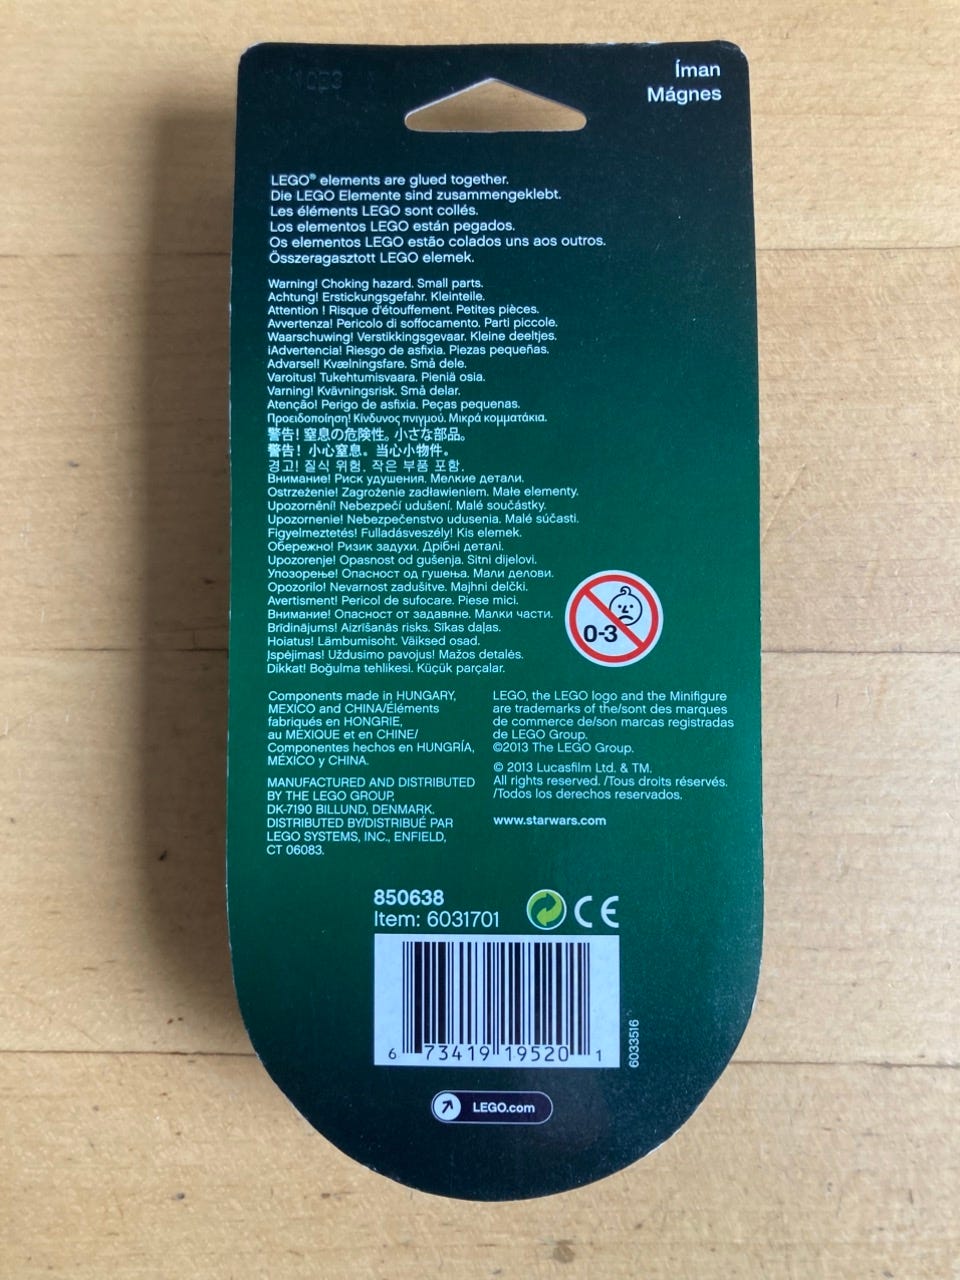 Íman
Mágnes
LEGO® elements are glued together.
Die LEGO Elemente sind zusammengeklebt.
Les éléments LEGO sont collés.
Los elementos LEGO están pegados.
Os elementos LEGO estão colados uns aos outros.
Összeragasztott LEGO elemek.
Warning! Choking hazard. Small parts.
Achtung! Erstickungsgefahr. Kleinteile.
Attention ! Risque d'étouffement. Petites pièces.
Avvertenza! Pericolo di soffocamento. Parti piccole.
Waarschuwing! Verstikkingsgevaar. Kleine deeltjes.
¡Advertencia! Riesgo de asfixia. Piezas pequeñas.
Advarsel! Kvælningsfare. Små dele.
Varoitus! Tukehtumisvaara. Pieniä osia.
Varning! Kvävningsrisk. Små delar.
Atenção! Perigo de asfixia. Peças pequenas.
Προειδοποίηση! Κίνδυνος πνιγμού. Μικρά κομματάκια.
警告! 窒息の危険性。小さな部品。
警告! 小心窒息。当心小物件。
경고! 질식 위험. 작은 부품 포함.
Внимание! Риск удушения. Мелкие детали.
Ostrzeżenie! Zagrożenie zadławieniem. Małe elementy.
Upozornění! Nebezpečí udušení. Malé součástky.
Upozornenie! Nebezpečenstvo udusenia. Malé súčasti.
Figyelmeztetés! Fulladásveszély! Kis elemek.
Обережно! Ризик задухи. Дрібні деталі.
Upozorenje! Opasnost od gušenja. Sitni dijelovi.
Упозорење! Опасност од гушења. Мали делови.
Opozorilo! Nevarnost zadušitve. Majhni delčki.
Avertisment! Pericol de sufocare. Piese mici.
Внимание! Опасност от задавяне. Малки части.
Brīdinājums! Aizrīšanās risks. Sīkas daļas.
Hoiatus! Lämbumisoht. Väiksed osad.
Įspėjimas! Uždusimo pavojus! Mažos detalės.
Dikkat! Boğulma tehlikesi. Küçük parçalar.
0-3
Components made in HUNGARY,
MEXICO and CHINA/Éléments
fabriqués en HONGRIE,
au MEXIQUE et en CHINE/
Componentes hechos en HUNGRÍA,
MÉXICO y CHINA.
MANUFACTURED AND DISTRIBUTED
BY THE LEGO GROUP,
DK-7190 BILLUND, DENMARK.
DISTRIBUTED BY/DISTRIBUÉ PAR
LEGO SYSTEMS, INC., ENFIELD,
CT 06083.
LEGO, the LEGO logo and the Minifigure
are trademarks of the/sont des marques
de commerce de/son marcas registradas
de LEGO Group.
©2013 The LEGO Group.
© 2013 Lucasfilm Ltd. & TM.
All rights reserved. /Tous droits réservés.
/Todos los derechos reservados.
www.starwars.com
850638
Item: 6031701
CE
6 73419 19520 1
6033516
LEGO.com